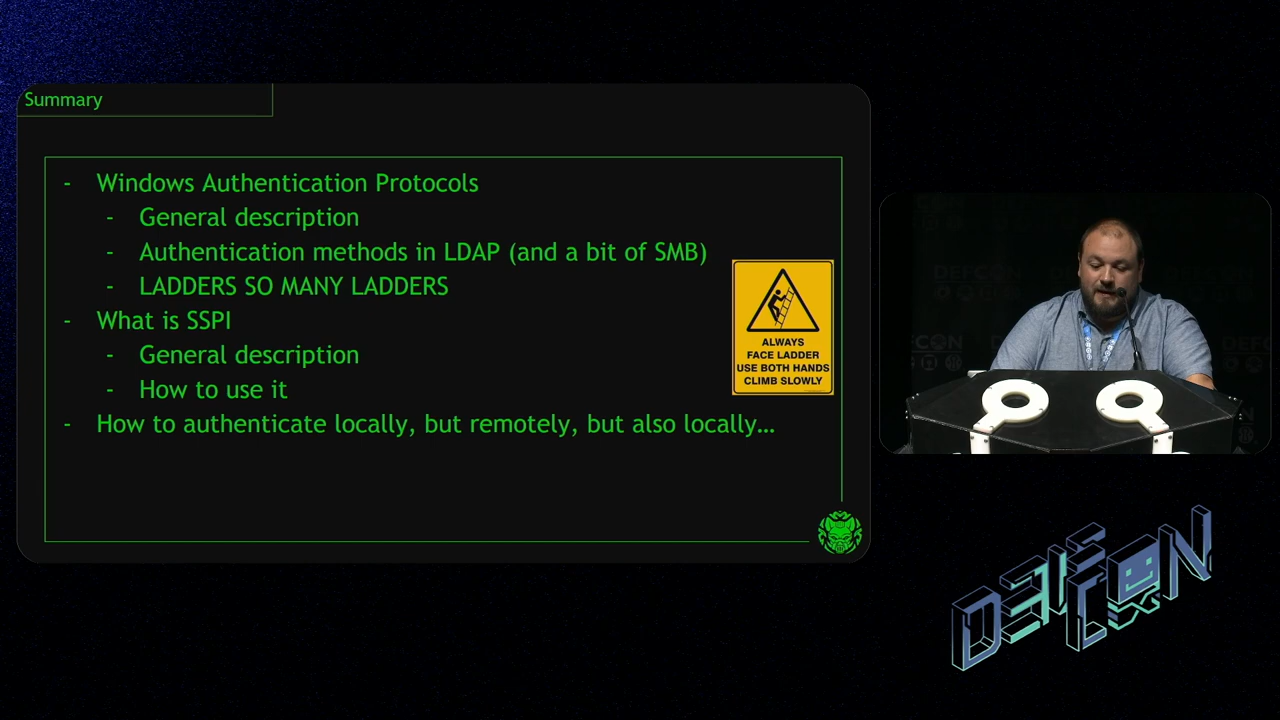 Summary
- Windows Authentication Protocols
- General description
- Authentication methods in LDAP (and a bit of SMB)
- LADDERS SO MANY LADDERS
- What is SSPI
- General description
- How to use it
- How to authenticate locally, but remotely, but also locally…
ALWAYS
FACE LADDER
USE BOTH HANDS
CLIMB SLOWLY
DEFCON
DEFCON